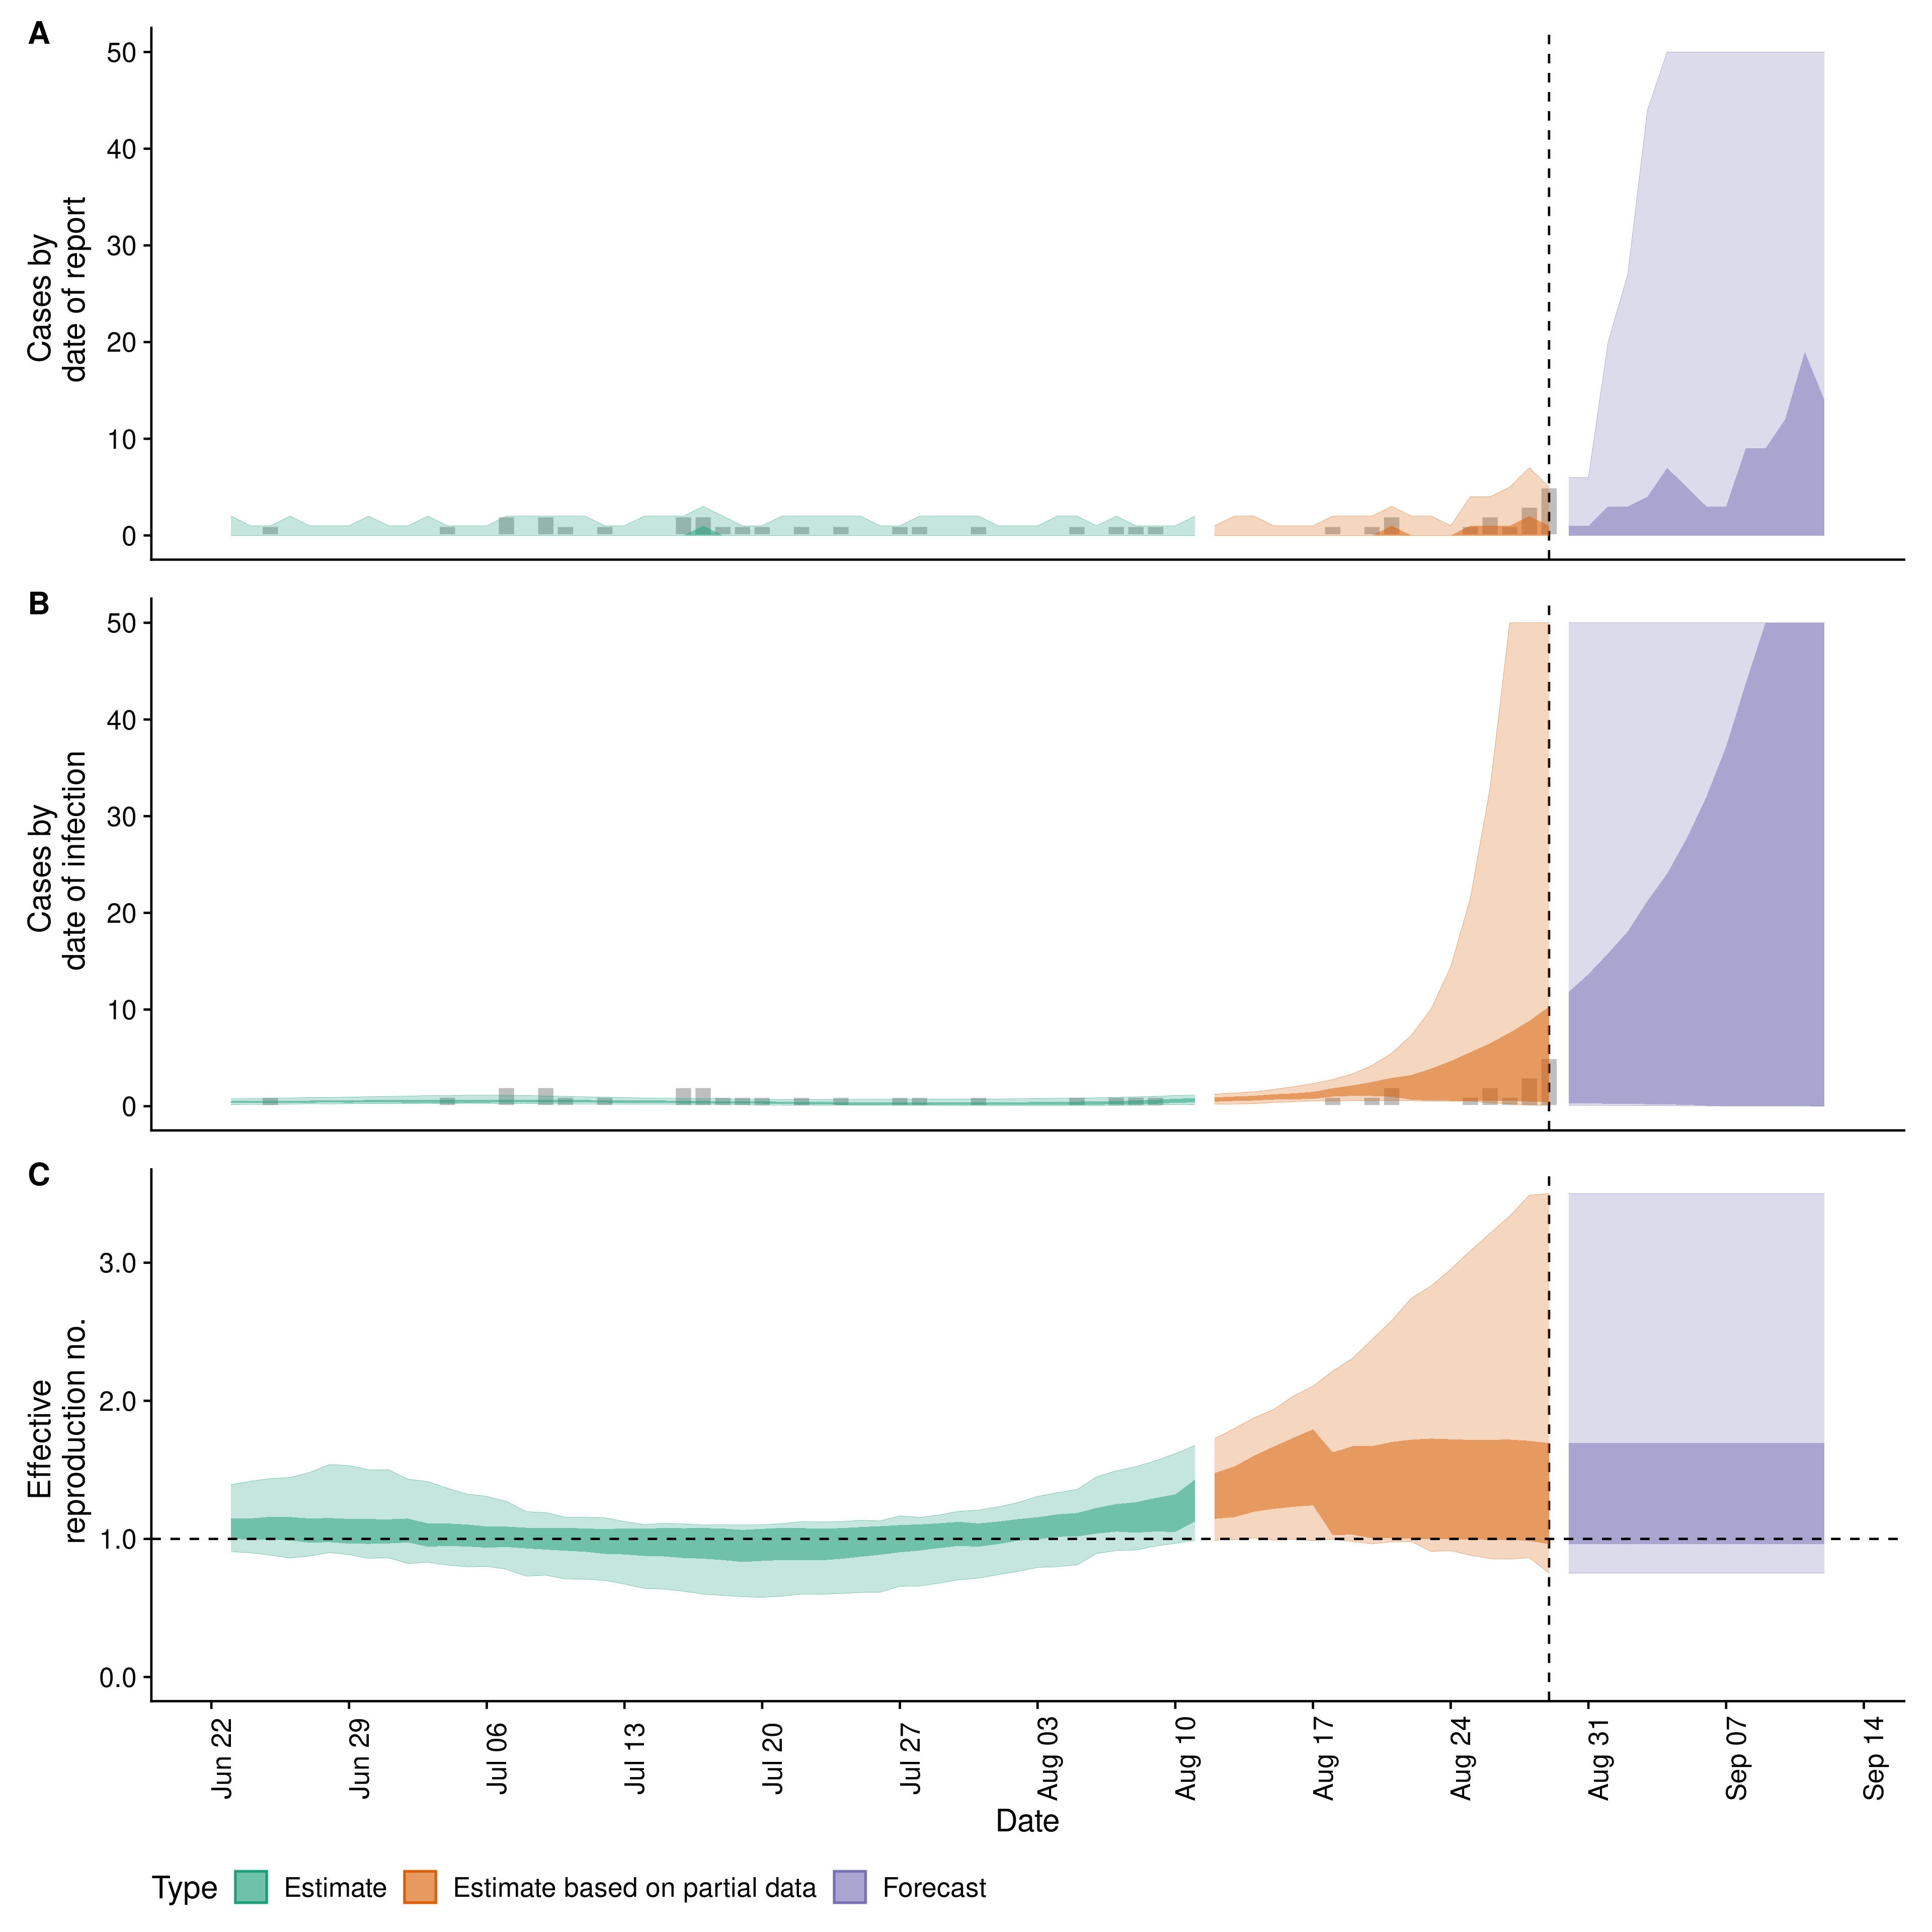 A
50
40
30
20
10
0
Cases by
date of report
B
50
40
30
20
10
0
Cases by
date of infection
C
3.0
2.0
1.0
0.0
Effective
reproduction no.
Jun 22
Jun 29
Jul 06
Jul 13
Jul 20
Jul 27
Aug 03
Aug 10
Aug 17
Aug 24
Aug 31
Sep 07
Sep 14
Date
Type Estimate Estimate based on partial data Forecast